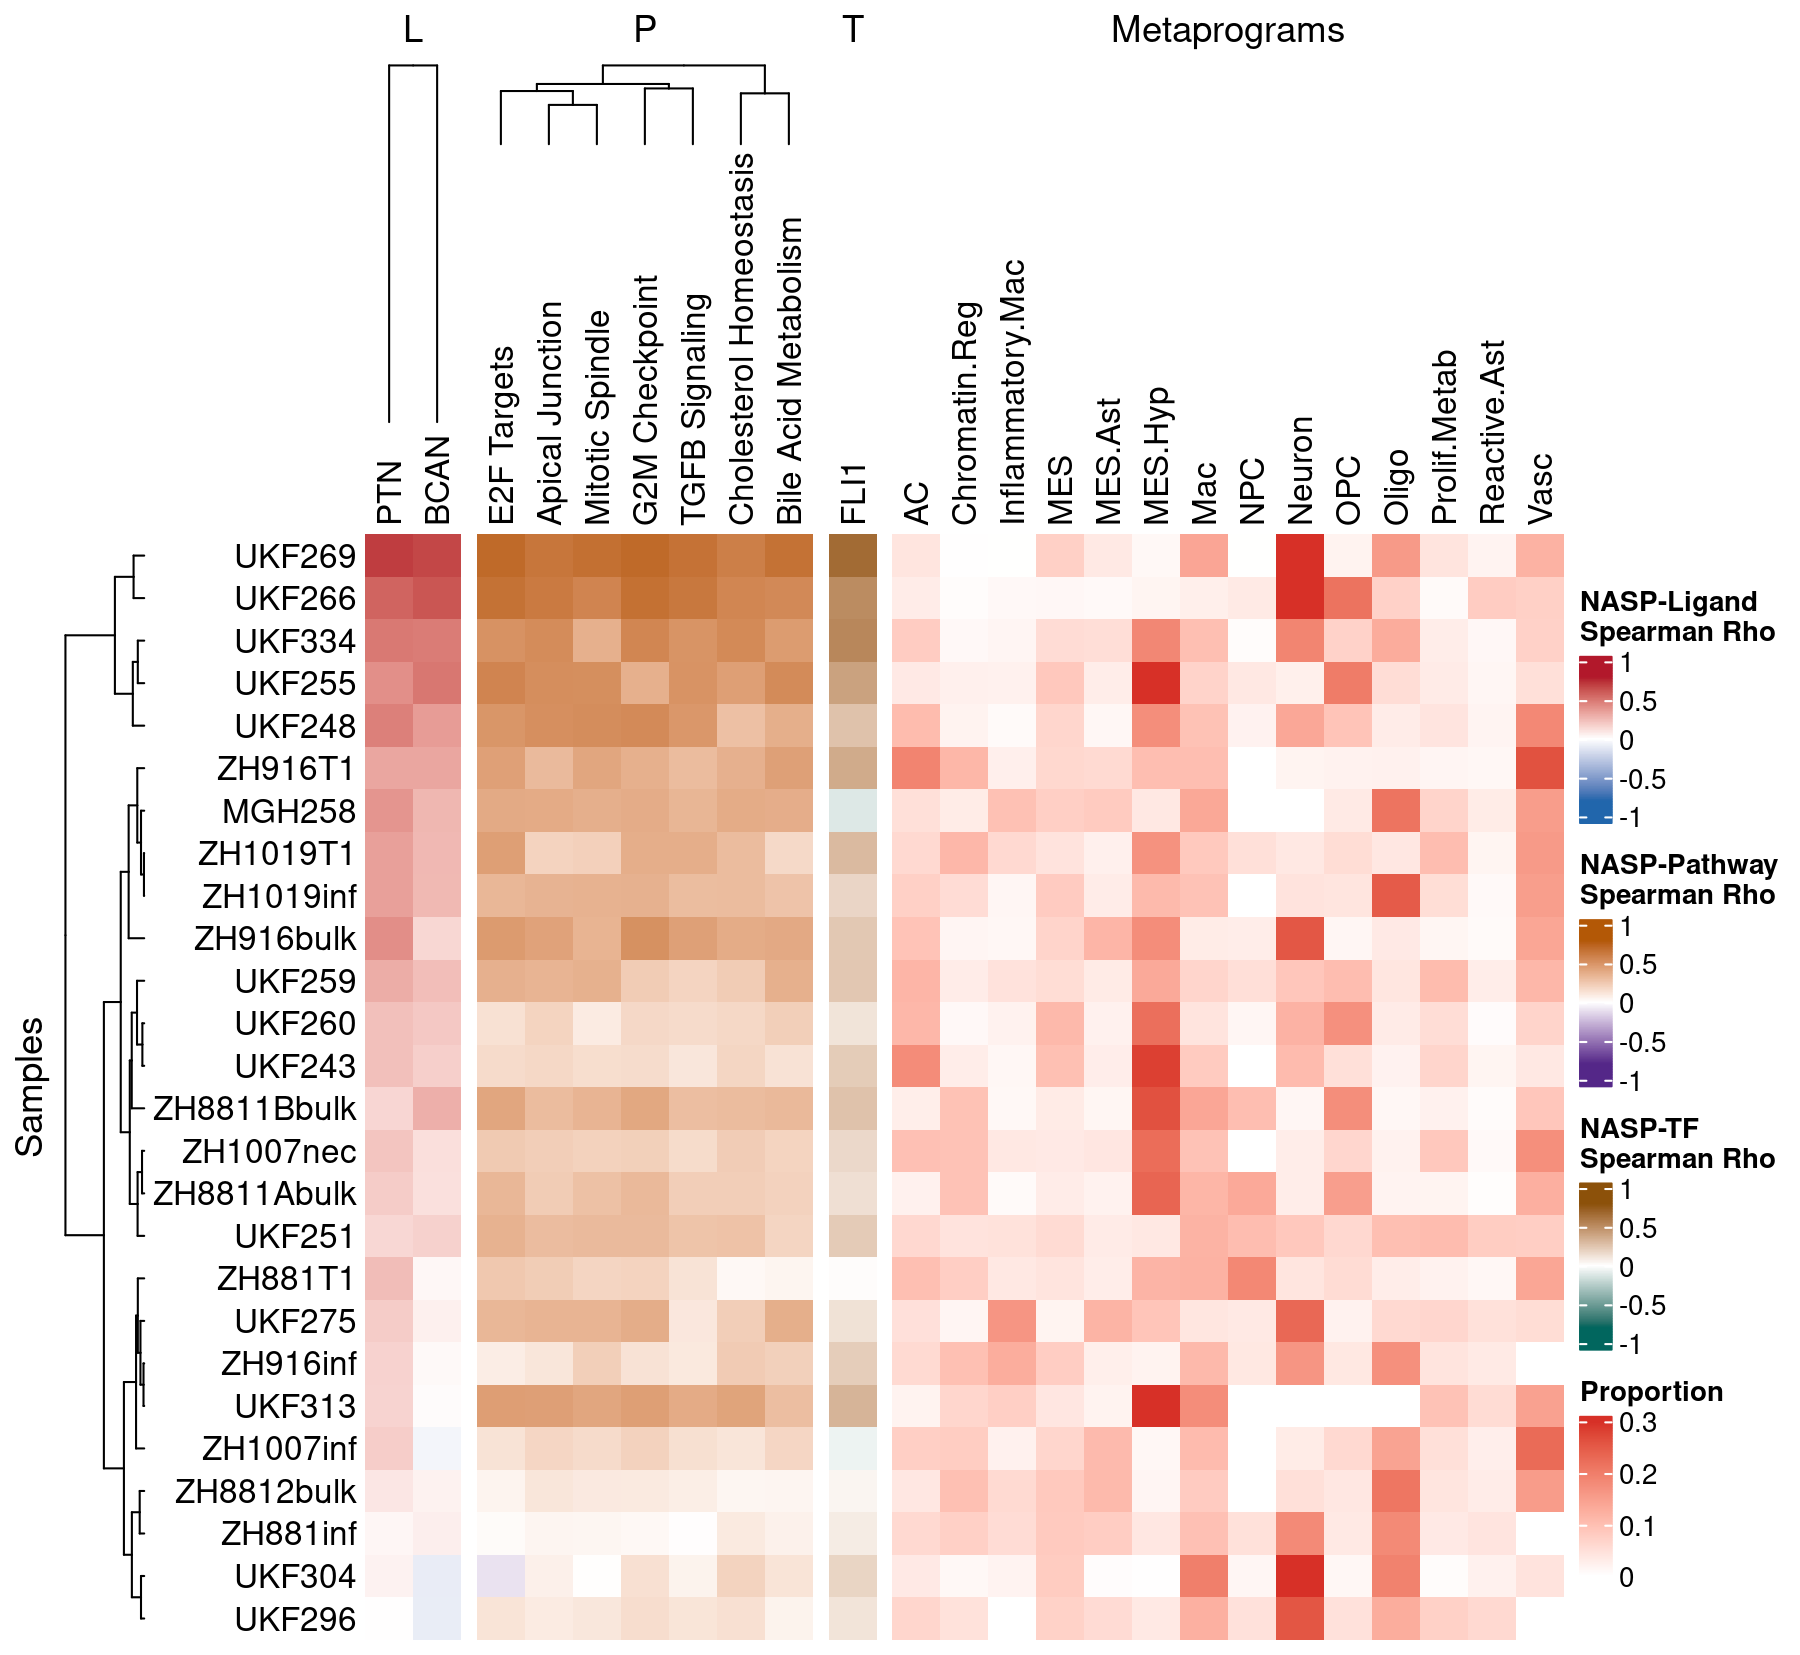 L P T Metaprograms
PTN
BCAN
E2F Targets
Apical Junction
Mitotic Spindle
G2M Checkpoint
TGFB Signaling
Cholesterol Homeostasis
Bile Acid Metabolism
FLI1
AC
Chromatin.Reg
Inflammatory.Mac
MES
MES.Ast
MES.Hyp
Mac
NPC
Neuron
OPC
Oligo
Prolif.Metab
Reactive.Ast
Vasc
Samples
UKF269
UKF266
UKF334
UKF255
UKF248
ZH916T1
MGH258
ZH1019T1
ZH1019inf
ZH916bulk
UKF259
UKF260
UKF243
ZH8811Bbulk
ZH1007nec
ZH8811Abulk
UKF251
ZH881T1
UKF275
ZH916inf
UKF313
ZH1007inf
ZH8812bulk
ZH881inf
UKF304
UKF296
NASP-Ligand
Spearman Rho
1
0.5
0
-0.5
-1
NASP-Pathway
Spearman Rho
1
0.5
0
-0.5
-1
NASP-TF
Spearman Rho
1
0.5
0
-0.5
-1
Proportion
0.3
0.2
0.1
0